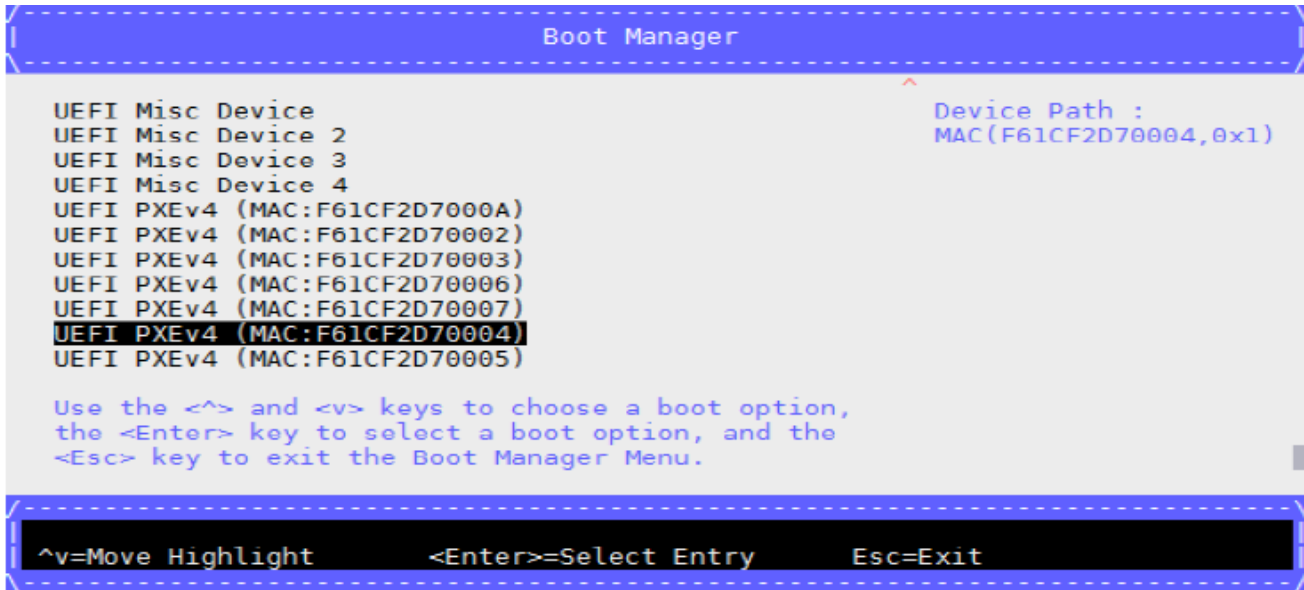 Boot Manager
^
UEFI Misc Device
UEFI Misc Device 2
UEFI Misc Device 3
UEFI Misc Device 4
UEFI PXEv4 (MAC:F61CF2D7000A)
UEFI PXEv4 (MAC:F61CF2D70002)
UEFI PXEv4 (MAC:F61CF2D70003)
UEFI PXEv4 (MAC:F61CF2D70006)
UEFI PXEv4 (MAC:F61CF2D70007)
UEFI PXEv4 (MAC:F61CF2D70004)
UEFI PXEv4 (MAC:F61CF2D70005)
Device Path :
MAC(F61CF2D70004,0x1)
Use the <^> and <v> keys to choose a boot option,
the <Enter> key to select a boot option, and the
<Esc> key to exit the Boot Manager Menu.
^v=Move Highlight <Enter>=Select Entry Esc=Exit